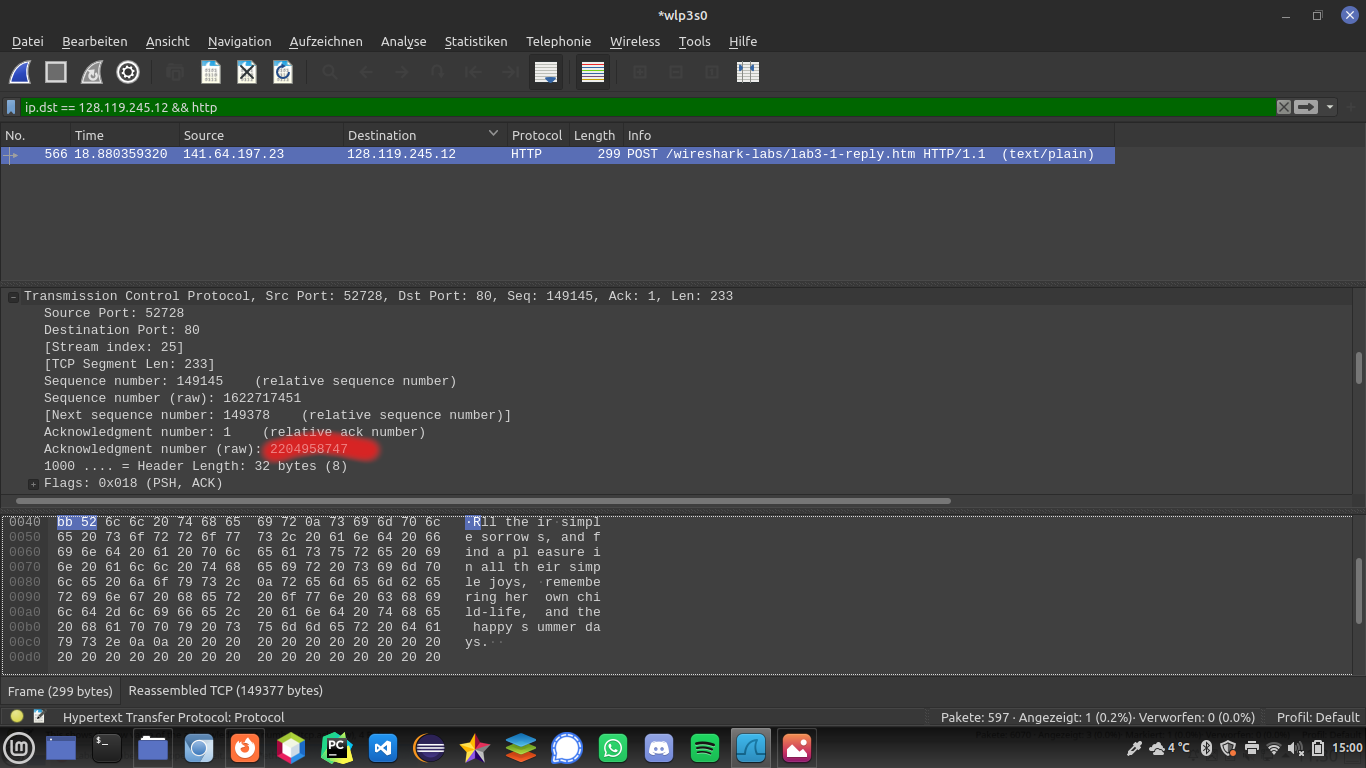 *wlp3s0
Datei Bearbeiten Ansicht Navigation Aufzeichnen Analyse Statistiken Telephonie Wireless Tools Hilfe
ip.dst == 128.119.245.12 && http
No. Time Source Destination Protocol Length Info
566 18.880359320 141.64.197.23 128.119.245.12 HTTP 299 POST /wireshark-labs/lab3-1-reply.htm HTTP/1.1 (text/plain)
Transmission Control Protocol, Src Port: 52728, Dst Port: 80, Seq: 149145, Ack: 1, Len: 233
Source Port: 52728
Destination Port: 80
[Stream index: 25]
[TCP Segment Len: 233]
Sequence number: 149145 (relative sequence number)
Sequence number (raw): 1622717451
[Next sequence number: 149378 (relative sequence number)]
Acknowledgment number: 1 (relative ack number)
Acknowledgment number (raw): 2204958747
1000 .... = Header Length: 32 bytes (8)
Flags: 0x018 (PSH, ACK)
0040 bb 52 6c 6c 20 74 68 65 69 72 0a 73 69 6d 70 6c ·Rll the ir·simpl
0050 65 20 73 6f 72 72 6f 77 73 2c 20 61 6e 64 20 66 e sorrow s, and f
0060 69 6e 64 20 61 20 70 6c 65 61 73 75 72 65 20 69 ind a pl easure i
0070 6e 20 61 6c 6c 20 74 68 65 69 72 20 73 69 6d 70 n all th eir simp
0080 6c 65 20 6a 6f 79 73 2c 0a 72 65 6d 65 6d 62 65 le joys, ·remembe
0090 72 69 6e 67 20 68 65 72 20 6f 77 6e 20 63 68 69 ring her own chi
00a0 6c 64 2d 6c 69 66 65 2c 20 61 6e 64 20 74 68 65 ld-life, and the
00b0 20 68 61 70 70 79 20 73 75 6d 6d 65 72 20 64 61 happy s ummer da
00c0 79 73 2e 0a 0a 20 20 20 20 20 20 20 20 20 20 20 ys.··
00d0 20 20 20 20 20 20 20 20 20 20 20 20 20 20 20 20
Frame (299 bytes) Reassembled TCP (149377 bytes)
Hypertext Transfer Protocol: Protocol Pakete: 597 · Angezeigt: 1 (0.2%) · Verworfen: 0 (0.0%) Profil: Default
$_ PC 4 °C 15:00